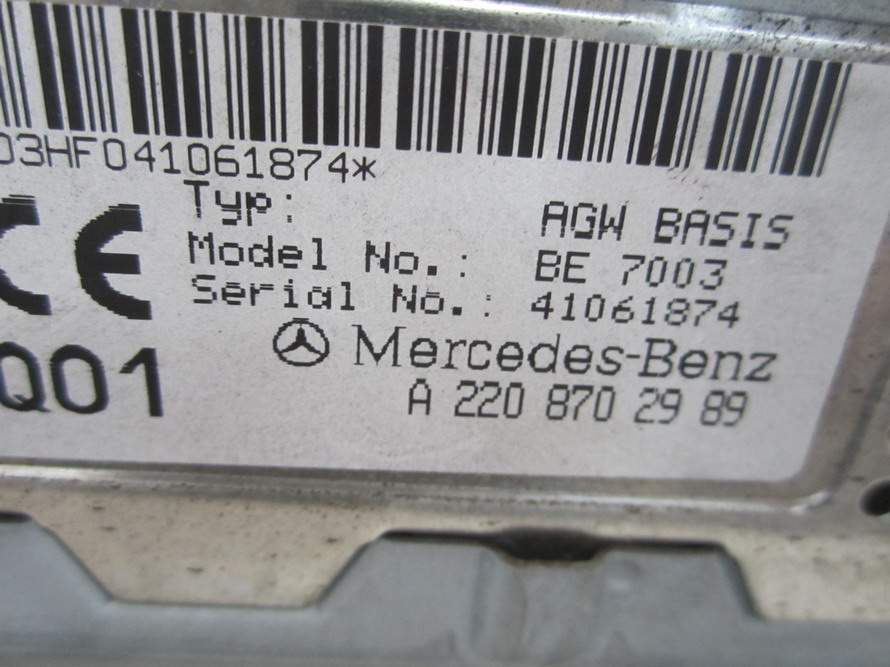 03HF041061874*
Typ: AGW BASIS
Model No.: BE 7003
Serial No.: 41061874
CE
Mercedes-Benz
Q01
A 220 870 29 89